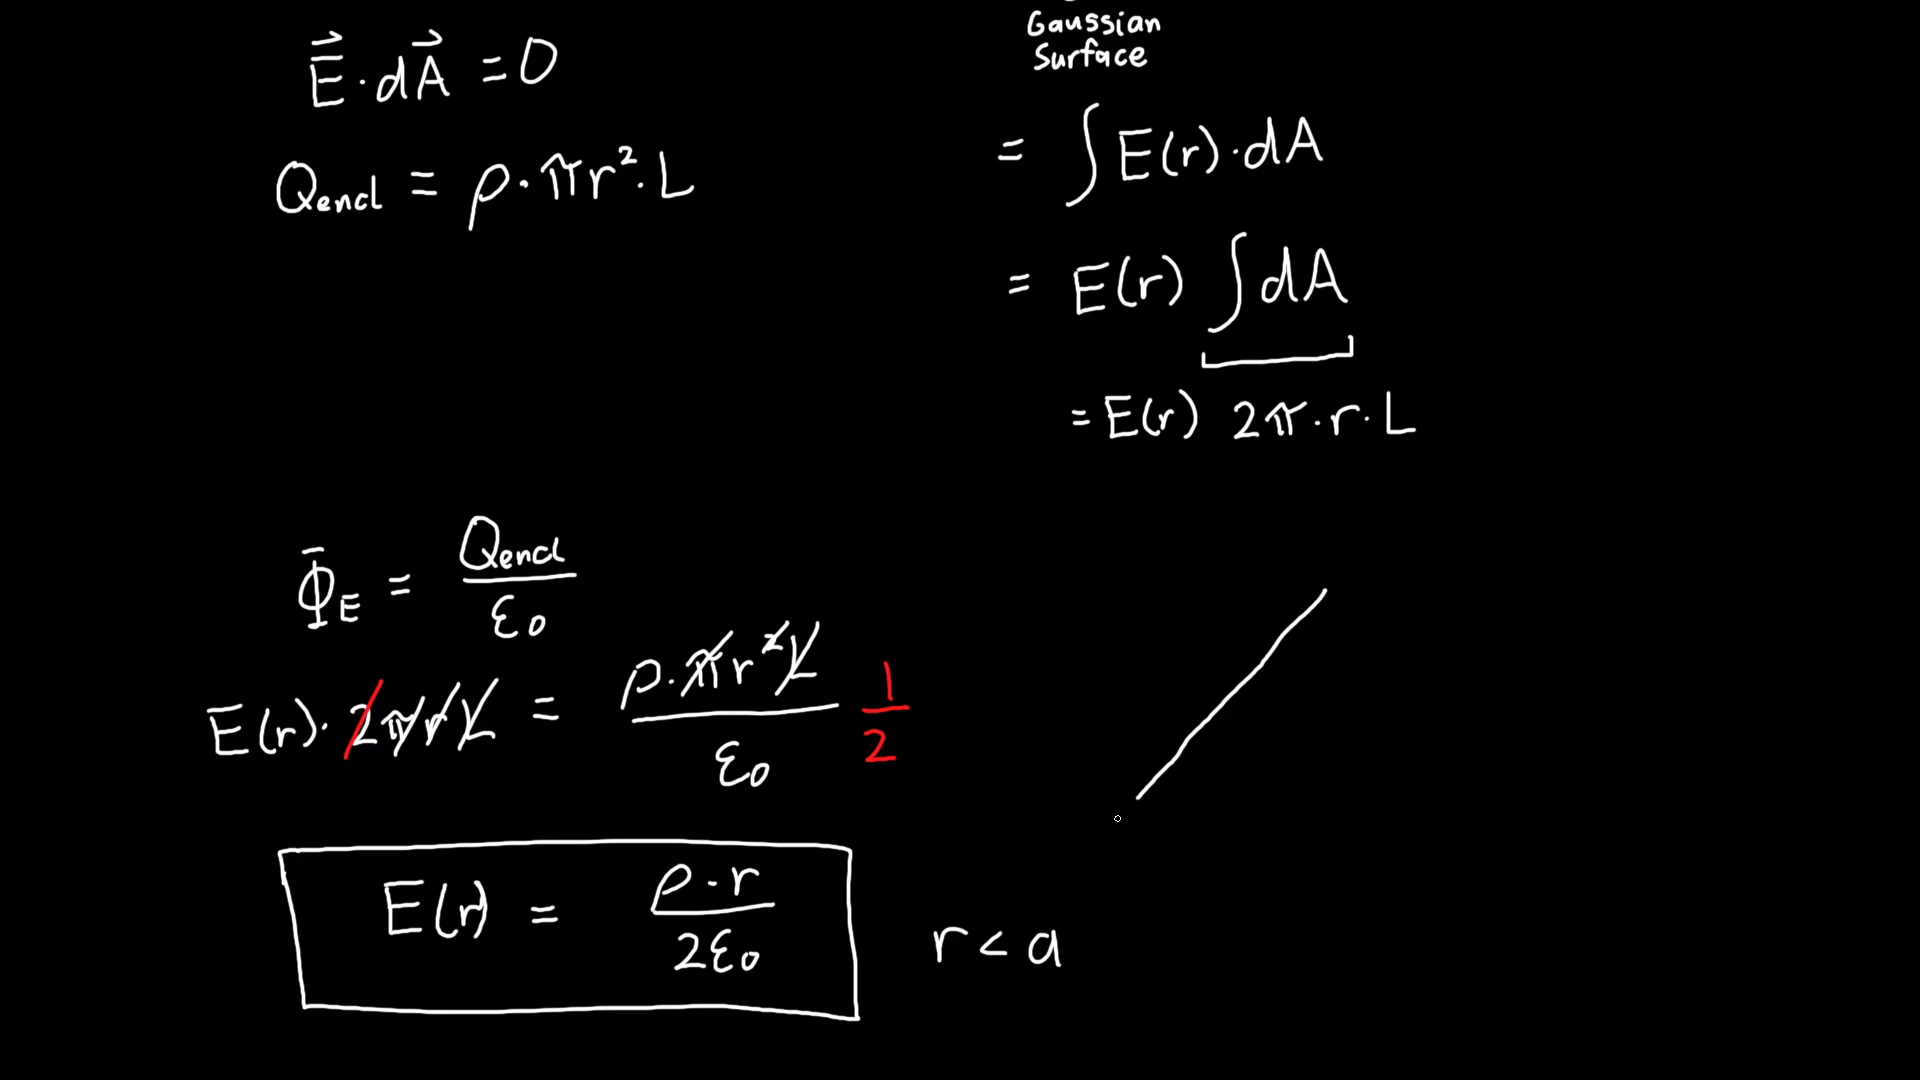 E⃗ · dA⃗ = 0
Qencl = ρ · πr² · L
Gaussian
Surface
= ∫ E(r) · dA
= E(r) ∫ dA
= E(r) 2π · r · L
Φ_E = Qencl / ε₀
E(r) · 2πrL = ρ · πr²L / ε₀ 1/2
E(r) = ρ · r / 2ε₀
r < a